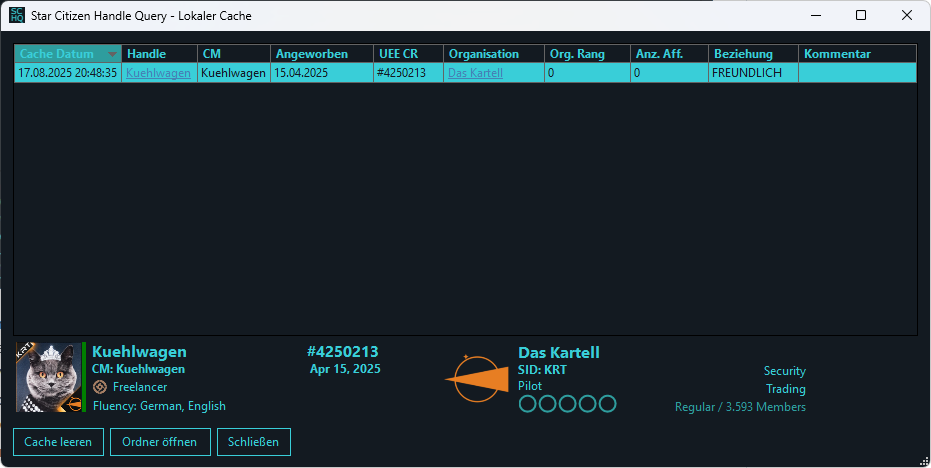 SC HQ Star Citizen Handle Query - Lokaler Cache
Cache Datum Handle CM Angeworben UEE CR Organisation Org. Rang Anz. Aff. Beziehung Kommentar
17.08.2025 20:48:35 Kuehlwagen Kuehlwagen 15.04.2025 #4250213 Das Kartell 0 0 FREUNDLICH
KRT
Kuehlwagen #4250213
CM: Kuehlwagen Apr 15, 2025
Freelancer
Fluency: German, English
Das Kartell
SID: KRT
Pilot
Security
Trading
Regular / 3.593 Members
Cache leeren Ordner öffnen Schließen